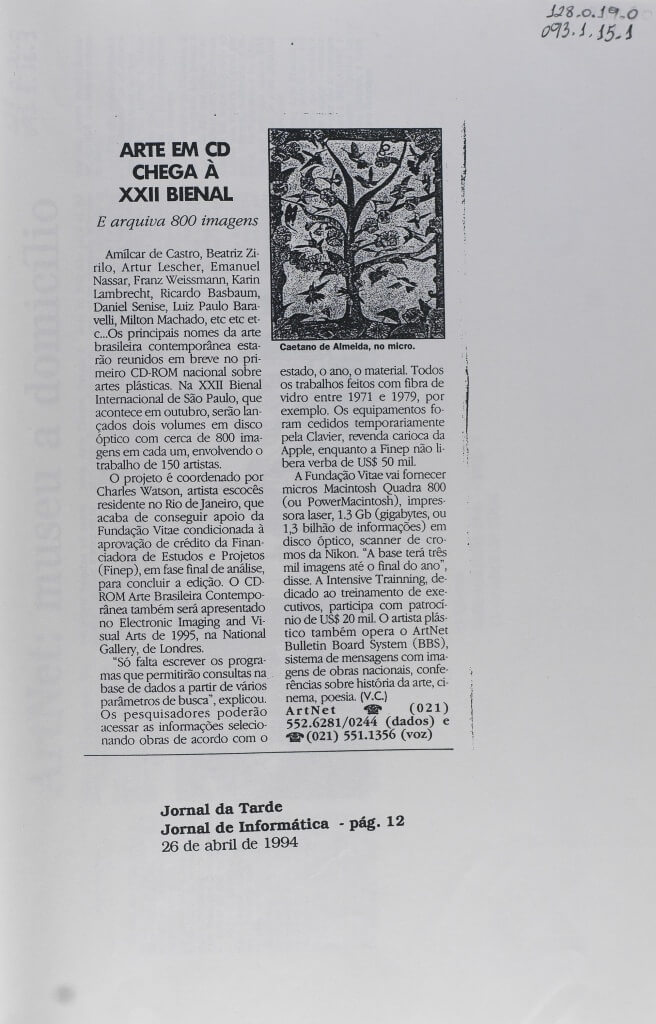 128.0.19.0
093.1.15.1
ARTE EM CD
CHEGA À
XXII BIENAL
E arquiva 800 imagens
Amílcar de Castro, Beatriz Zi-
rilo, Artur Lescher, Emanuel
Nassar, Franz Weissmann, Karin
Lambrecht, Ricardo Basbaum,
Daniel Senise, Luiz Paulo Bara-
velli, Milton Machado, etc etc et-
c...Os principais nomes da arte
brasileira contemporânea esta-
rão reunidos em breve no pri-
meiro CD-ROM nacional sobre
artes plásticas. Na XXII Bienal
Internacional de São Paulo, que
acontece em outubro, serão lan-
çados dois volumes em disco
óptico com cerca de 800 ima-
gens em cada um, envolvendo o
trabalho de 150 artistas.
O projeto é coordenado por
Charles Watson, artista escocês
residente no Rio de Janeiro, que
acaba de conseguir apoio da
Fundação Vitae condicionada à
aprovação de crédito da Finan-
ciadora de Estudos e Projetos
(Finep), em fase final de análise,
para concluir a edição. O CD-
ROM Arte Brasileira Contempo-
rânea também será apresentado
no Electronic Imaging and Vi-
sual Arts de 1995, na National
Gallery, de Londres.
"Só falta escrever os progra-
mas que permitirão consultas na
base de dados a partir de vários
parâmetros de busca", explicou.
Os pesquisadores poderão
acessar as informações selecio-
nando obras de acordo com o
Caetano de Almeida, no micro.
estado, o ano, o material. Todos
os trabalhos feitos com fibra de
vidro entre 1971 e 1979, por
exemplo. Os equipamentos fo-
ram cedidos temporariamente
pela Clavier, revenda carioca da
Apple, enquanto a Finep não li-
bera verba de US$ 50 mil.
A Fundação Vitae vai fornecer
micros Macintosh Quadra 800
(ou PowerMacintosh), impres-
sora laser, 1.3 Gb (gigabytes, ou
1,3 bilhão de informações) em
disco óptico, scanner de cro-
mos da Nikon. "A base terá três
mil imagens até o final do ano",
disse. A Intensive Trainning, de-
dicado ao treinamento de exe-
cutivos, participa com patrocí-
nio de US$ 20 mil. O artista plás-
tico também opera o ArtNet
Bulletin Board System (BBS),
sistema de mensagens com ima-
gens de obras nacionais, confe-
rências sobre história da arte, ci-
nema, poesia. (V.C.)
ArtNet ☎ (021)
552.6281/0244 (dados) e
☎(021) 551.1356 (voz)
Jornal da Tarde
Jornal de Informática - pág. 12
26 de abril de 1994